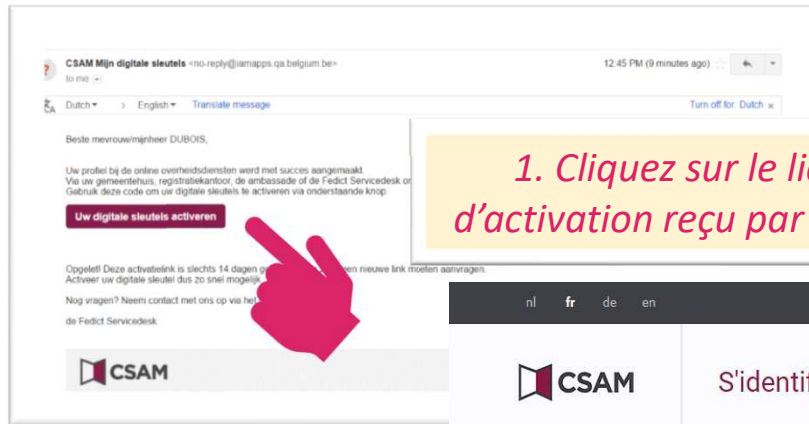 CSAM Mijn digitale sleutels <no-reply@iamapps.qa.belgium.be>
12:45 PM (9 minutes ago)
to me
Dutch > English Translate message
Turn off for: Dutch x
Beste mevrouw/mijnheer DUBOIS,
Uw profiel bij de online overheidsdiensten werd met succes aangemaakt.
Via uw gemeentehuis, registratiekantoor, de ambassade of de Fedict Servicedesk
Gebruik deze code om uw digitale sleutels te activeren via onderstaande knop.
Uw digitale sleutels activeren
1. Cliquez sur le
d’activation reçu par
Opgelet! Deze activatielink is slechts 14 dagen een nieuwe link moeten aanvragen.
Activeer uw digitale sleutel dus zo snel mogelijk
Nog vragen? Neem contact met ons op via het
de Fedict Servicedesk
CSAM
nl fr de en
CSAM